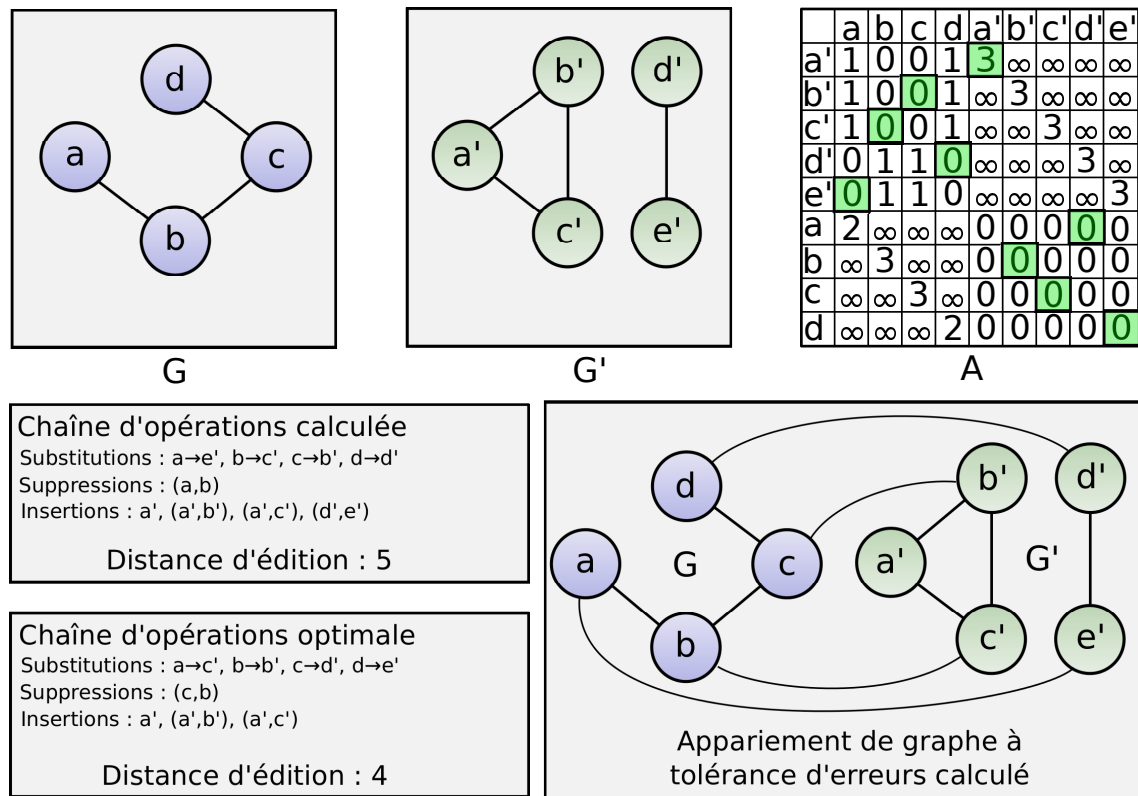 d
a
c
b
G
b'
d'
a'
c'
e'
G'
a b c d a' b' c' d' e'
a' 1 0 0 1 3 ∞ ∞ ∞ ∞
b' 1 0 0 1 ∞ 3 ∞ ∞ ∞
c' 1 0 0 1 ∞ ∞ 3 ∞ ∞
d' 0 1 1 0 ∞ ∞ ∞ 3 ∞
e' 0 1 1 0 ∞ ∞ ∞ ∞ 3
a 2 ∞ ∞ ∞ 0 0 0 0 0
b ∞ 3 ∞ ∞ 0 0 0 0 0
c ∞ ∞ 3 ∞ 0 0 0 0 0
d ∞ ∞ ∞ 2 0 0 0 0 0
A
Chaîne d'opérations calculée
Substitutions : a→e', b→c', c→b', d→d'
Suppressions : (a,b)
Insertions : a', (a',b'), (a',c'), (d',e')
Distance d'édition : 5
Chaîne d'opérations optimale
Substitutions : a→c', b→b', c→d', d→e'
Suppressions : (c,b)
Insertions : a', (a',b'), (a',c')
Distance d'édition : 4
d
b'
d'
a
G
c
a'
G'
b
c'
e'
Appariement de graphe à
tolérance d'erreurs calculé